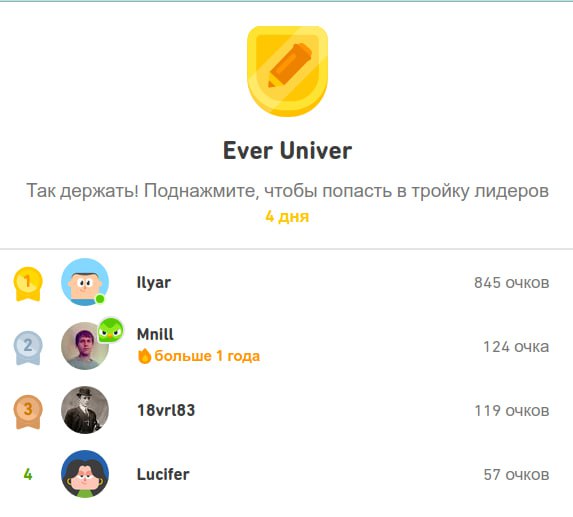 Ever Univer
Так держать! Поднажмите, чтобы попасть в тройку лидеров
4 дня
1 Ilyar 845 очков
2 Mnill 124 очка
больше 1 года
3 18vrl83 119 очков
4 Lucifer 57 очков